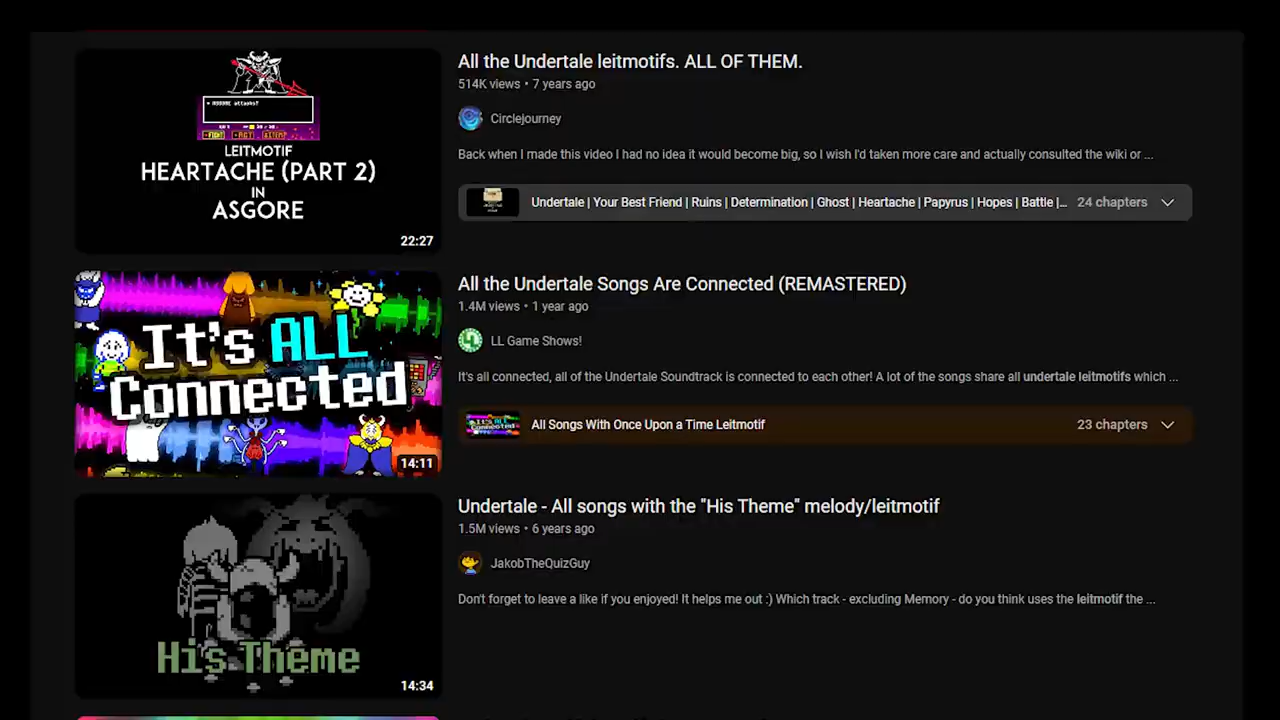 All the Undertale leitmotifs. ALL OF THEM.
514K views • 7 years ago
Circlejourney
Back when I made this video I had no idea it would become big, so I wish I'd taken more care and actually consulted the wiki or ...
Undertale | Your Best Friend | Ruins | Determination | Ghost | Heartache | Papyrus | Hopes | Battle |...
24 chapters
LEITMOTIF
HEARTACHE (PART 2)
IN
ASGORE
22:27
All the Undertale Songs Are Connected (REMASTERED)
1.4M views • 1 year ago
LL Game Shows!
It's all connected, all of the Undertale Soundtrack is connected to each other! A lot of the songs share all undertale leitmotifs which ...
All Songs With Once Upon a Time Leitmotif
23 chapters
It's ALL
Connected
14:11
Undertale - All songs with the "His Theme" melody/leitmotif
1.5M views • 6 years ago
JakobTheQuizGuy
Don't forget to leave a like if you enjoyed! It helps me out :) Which track - excluding Memory - do you think uses the leitmotif the ...
His Theme
14:34